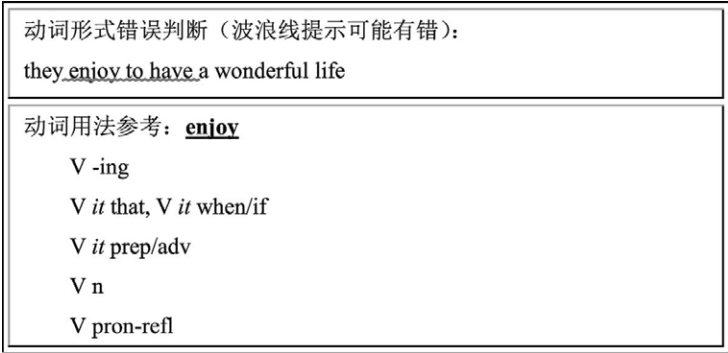 动词形式错误判断（波浪线提示可能有错）：
they enjoy to have a wonderful life
动词用法参考：enjoy
V -ing
V it that, V it when/if
V it prep/adv
V n
V pron-refl